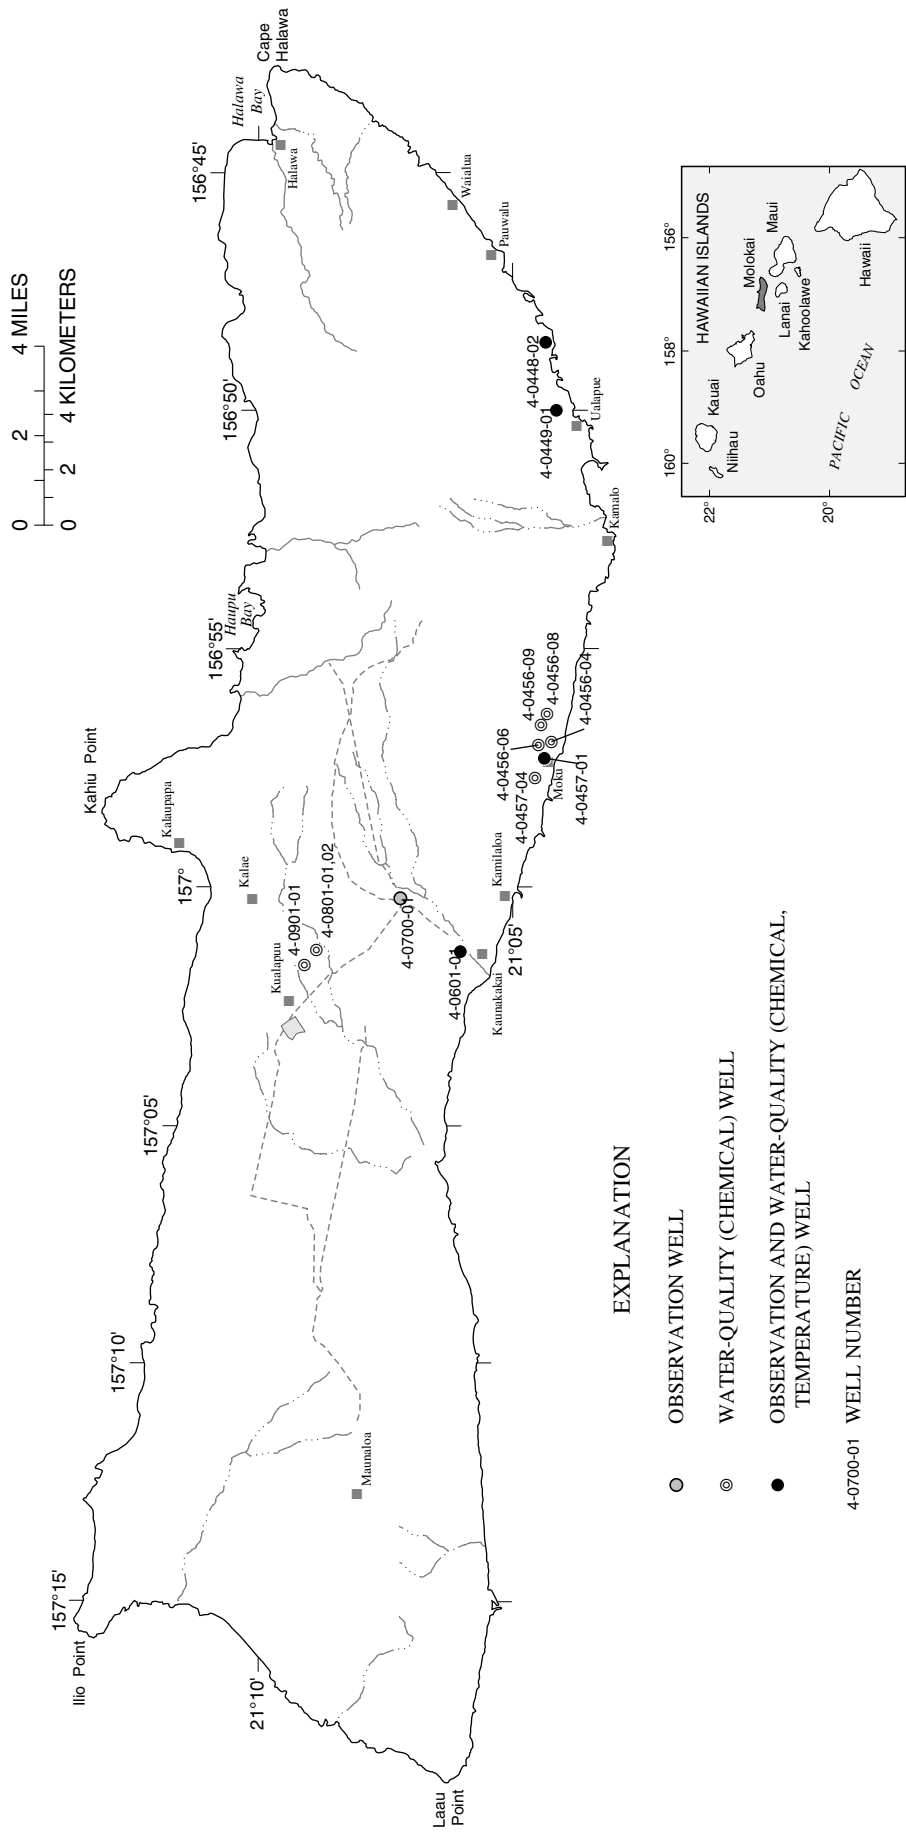 0 2 4 MILES
0 2 4 KILOMETERS
Kahiu Point
Kalaupapa
Haupu
Bay
Halawa
Bay
Cape
Halawa
Ilio Point
157°15'
157°10'
157°05'
157°
156°55'
156°50'
156°45'
Halawa
Kalae
Kualapuu
4-0901-01
4-0801-01,02
Waialua
Pauwalu
21°10'
Maunaloa
4-0700-01
4-0601-01
Kaunakakai
Kamilaloa
21°05'
4-0456-06
4-0457-04
Moku
4-0457-01
4-0456-09
4-0456-08
4-0456-04
Kamalo
4-0449-01
4-0448-02
Ualapue
Laau
Point
EXPLANATION
OBSERVATION WELL
WATER-QUALITY (CHEMICAL) WELL
OBSERVATION AND WATER-QUALITY (CHEMICAL,
TEMPERATURE) WELL
4-0700-01 WELL NUMBER
160° 158° 156°
22°
20°
HAWAIIAN ISLANDS
Kauai
Niihau
Oahu
Molokai
Maui
Lanai
Kahoolawe
Hawaii
PACIFIC OCEAN